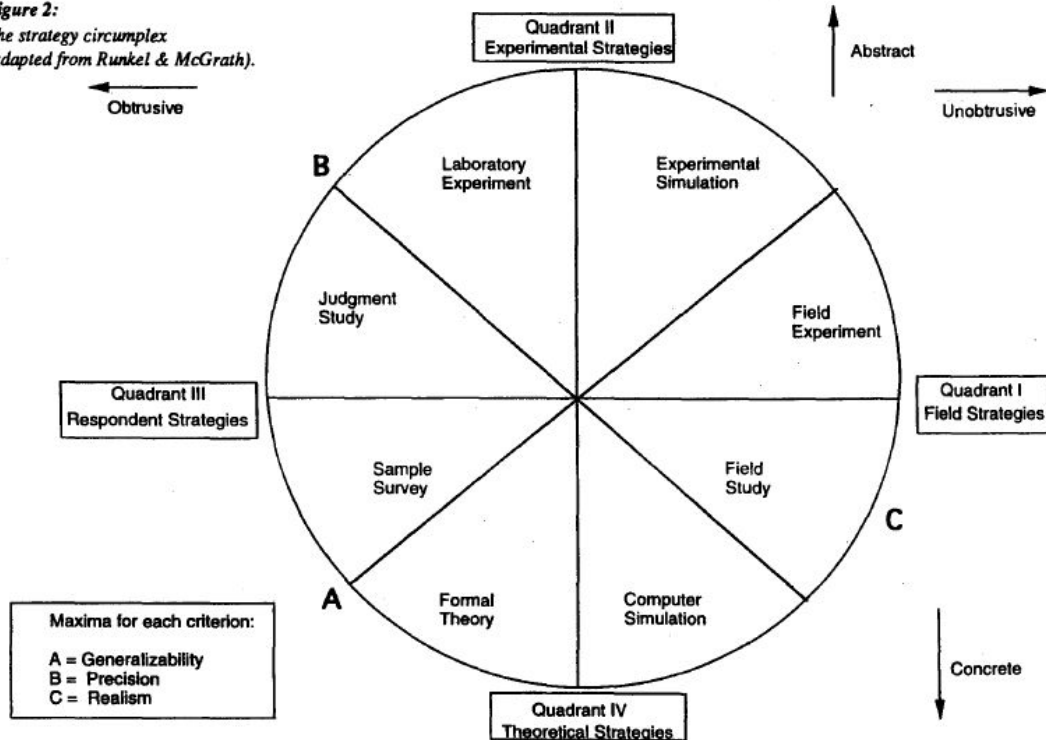 igure 2:
he strategy circumplex
dapted from Runkel & McGrath).
Obtrusive
Quadrant II
Experimental Strategies
Abstract
Unobtrusive
B
Laboratory
Experiment
Experimental
Simulation
Judgment
Study
Field
Experiment
Quadrant III
Respondent Strategies
Quadrant I
Field Strategies
Sample
Survey
Field
Study
C
A
Formal
Theory
Computer
Simulation
Maxima for each criterion:
A = Generalizability
B = Precision
C = Realism
Concrete
Quadrant IV
Theoretical Strategies